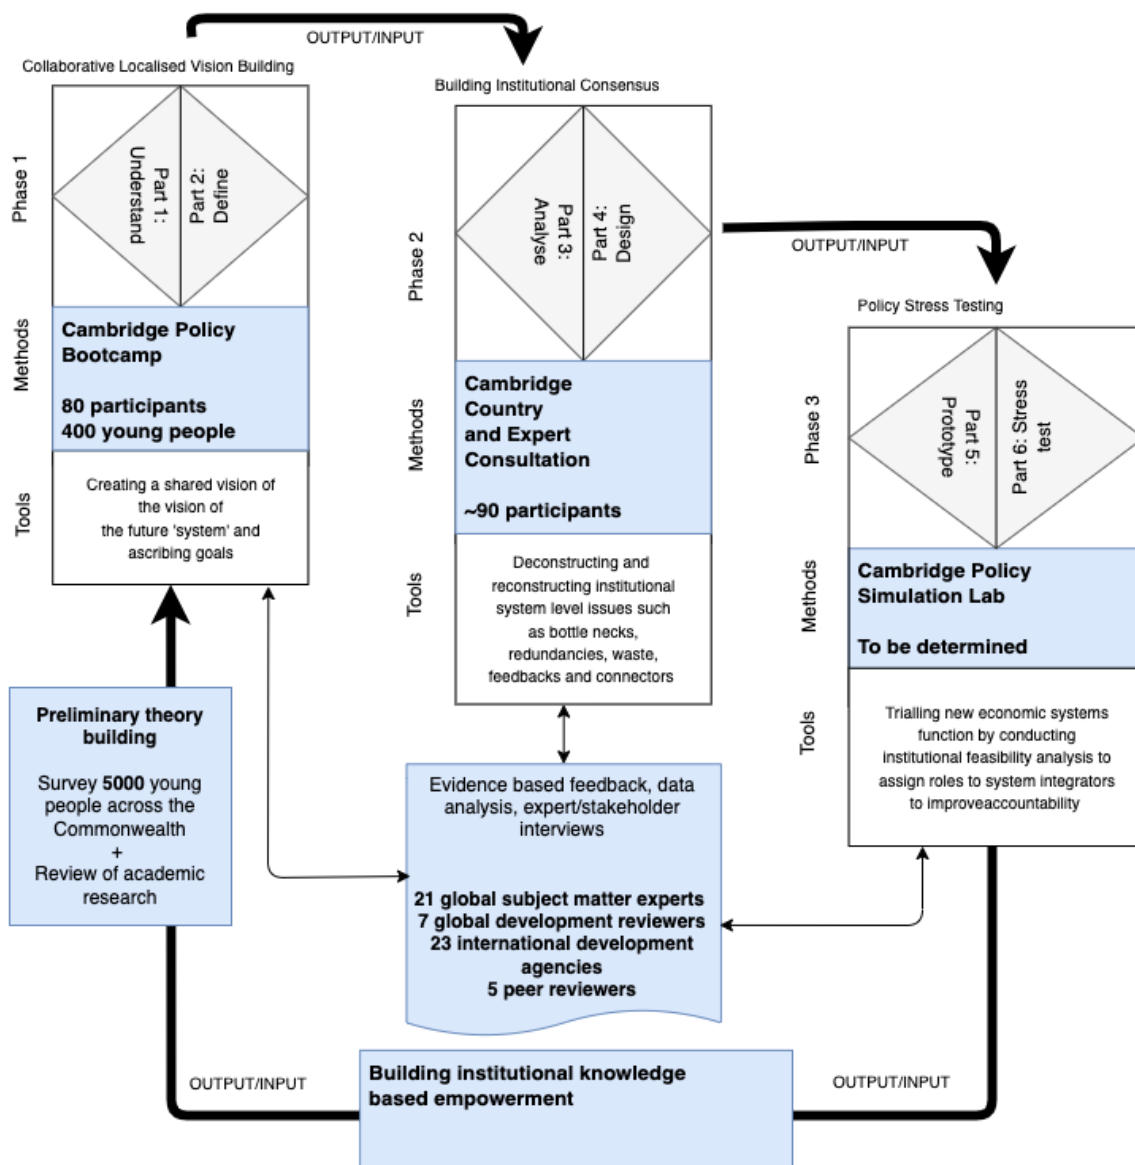 OUTPUT/INPUT
Collaborative Localised Vision Building
Phase 1
Part 1:
Understand
Part 2:
Define
Methods
Cambridge Policy
Bootcamp
80 participants
400 young people
Tools
Creating a shared vision of
the vision of
the future 'system' and
ascribing goals
Building Institutional Consensus
Phase 2
Part 3:
Analyse
Part 4:
Design
Methods
Cambridge
Country
and Expert
Consultation
~90 participants
Tools
Deconstructing and
reconstructing institutional
system level issues such
as bottle necks,
redundancies, waste,
feedbacks and connectors
OUTPUT/INPUT
Policy Stress Testing
Phase 3
Part 5:
Prototype
Part 6: Stress
test
Methods
Cambridge Policy
Simulation Lab
To be determined
Tools
Trialling new economic systems
function by conducting
institutional feasibility analysis to
assign roles to system integrators
to improveaccountability
Preliminary theory
building
Survey 5000 young
people across the
Commonwealth
+
Review of academic
research
Evidence based feedback, data
analysis, expert/stakeholder
interviews
21 global subject matter experts
7 global development reviewers
23 international development
agencies
5 peer reviewers
OUTPUT/INPUT
Building institutional knowledge
based empowerment
OUTPUT/INPUT